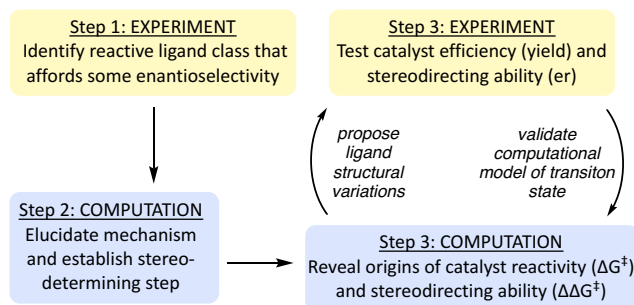 Step 1: EXPERIMENT
Identify reactive ligand class that
affords some enantioselectivity
Step 3: EXPERIMENT
Test catalyst efficiency (yield) and
stereodirecting ability (er)
propose
ligand
structural
variations
validate
computational
model of transiton
state
Step 2: COMPUTATION
Elucidate mechanism
and establish stereo-
determining step
Step 3: COMPUTATION
Reveal origins of catalyst reactivity (ΔG‡)
and stereodirecting ability (ΔΔG‡)